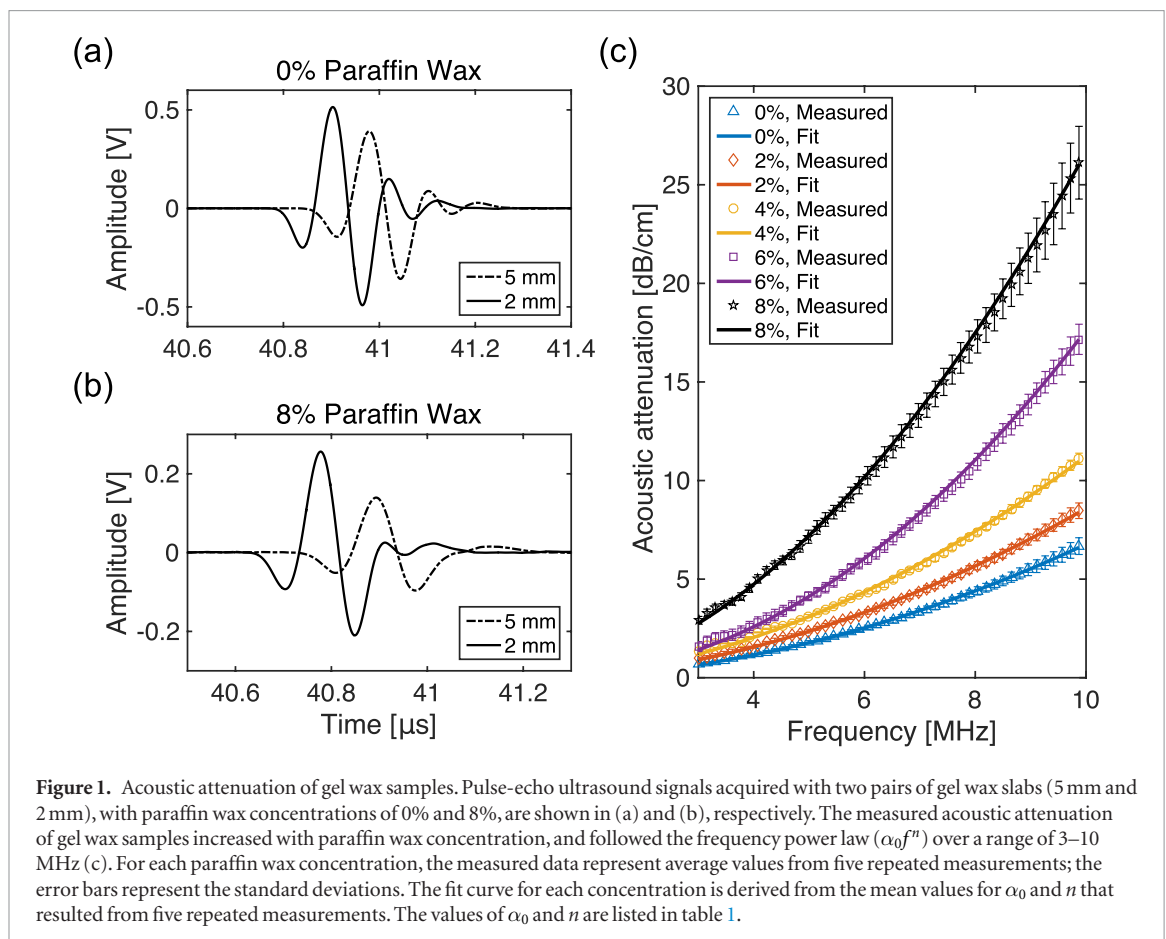 (a)
0% Paraffin Wax
Amplitude [V]
0.5
0
-0.5
5 mm
2 mm
40.6 40.8 41 41.2 41.4
(b)
8% Paraffin Wax
Amplitude [V]
0.2
0
-0.2
5 mm
2 mm
40.6 40.8 41 41.2
Time [μs]
(c)
Acoustic attenuation [dB/cm]
30
25
20
15
10
5
0
0%, Measured
0%, Fit
2%, Measured
2%, Fit
4%, Measured
4%, Fit
6%, Measured
6%, Fit
8%, Measured
8%, Fit
4 6 8 10
Frequency [MHz]
Figure 1. Acoustic attenuation of gel wax samples. Pulse-echo ultrasound signals acquired with two pairs of gel wax slabs (5 mm and
2 mm), with paraffin wax concentrations of 0% and 8%, are shown in (a) and (b), respectively. The measured acoustic attenuation
of gel wax samples increased with paraffin wax concentration, and followed the frequency power law (α₀fⁿ) over a range of 3–10
MHz (c). For each paraffin wax concentration, the measured data represent average values from five repeated measurements; the
error bars represent the standard deviations. The fit curve for each concentration is derived from the mean values for α₀ and n that
resulted from five repeated measurements. The values of α₀ and n are listed in table 1.